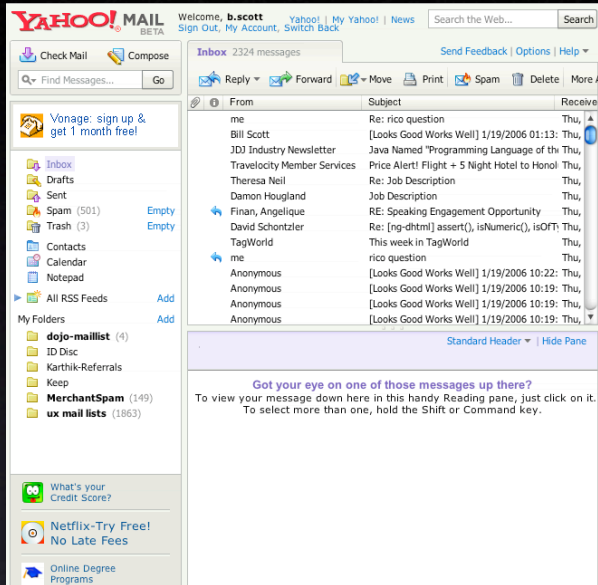 YAHOO! MAIL
BETA
Welcome, b.scott
Yahoo! | My Yahoo! | News
Sign Out, My Account, Switch Back
Search the Web...
Search
Check Mail
Compose
Find Messages...
Go
Inbox 2324 messages
Send Feedback | Options | Help
Reply
Forward
Move
Print
Spam
Delete
More A
From Subject Receive
me Re: rico question Thu,
Bill Scott [Looks Good Works Well] 1/19/2006 01:13: Thu,
JDJ Industry Newsletter Java Named "Programming Language of the Thu,
Travelocity Member Services Price Alert! Flight + 5 Night Hotel to Honol Thu,
Theresa Neil Re: Job Description Thu,
Damon Hougland Job Description Thu,
Finan, Angelique RE: Speaking Engagement Opportunity Thu,
David Schontzler Re: [ng-dhtml] assert(), isNumeric(), isOfTy Thu,
TagWorld This week in TagWorld Thu,
me rico question Thu,
Anonymous [Looks Good Works Well] 1/19/2006 10:22: Thu,
Anonymous [Looks Good Works Well] 1/19/2006 10:19: Thu,
Anonymous [Looks Good Works Well] 1/19/2006 10:19: Thu,
Anonymous [Looks Good Works Well] 1/19/2006 10:19: Thu,
Vonage: sign up &
get 1 month free!
Inbox
Drafts
Sent
Spam (501) Empty
Trash (3) Empty
Contacts
Calendar
Notepad
All RSS Feeds Add
My Folders Add
dojo-maillist (4)
ID Disc
Karthik-Referrals
Keep
MerchantSpam (149)
ux mail lists (1863)
What's your
Credit Score?
Netflix-Try Free!
No Late Fees
Online Degree
Programs
Standard Header | Hide Pane
Got your eye on one of those messages up there?
To view your message down here in this handy Reading pane, just click on it.
To select more than one, hold the Shift or Command key.